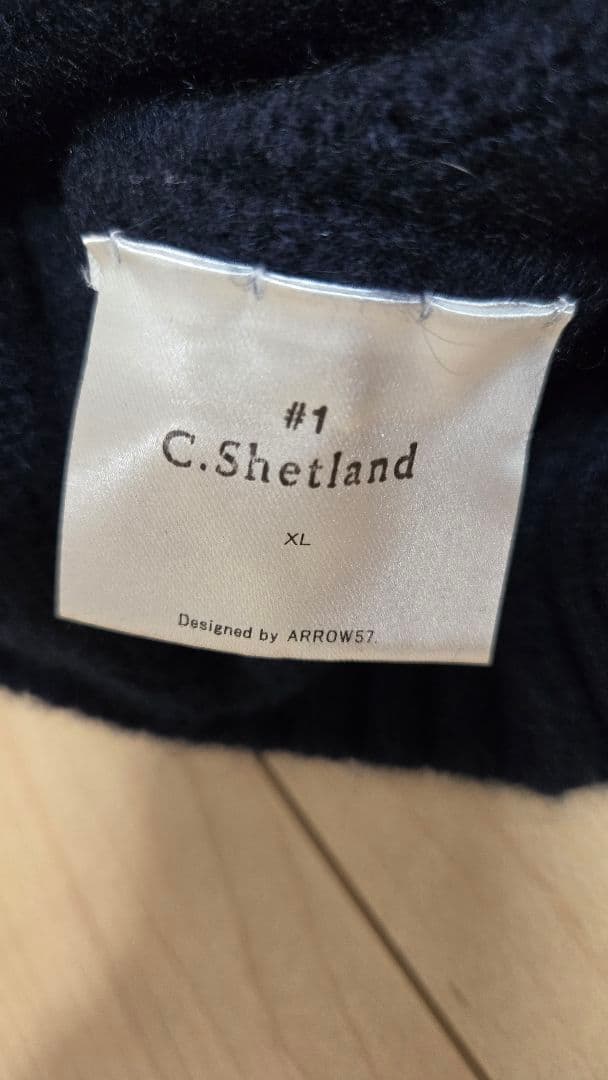 #1
C.Shetland
XL
Designed by ARROW57.